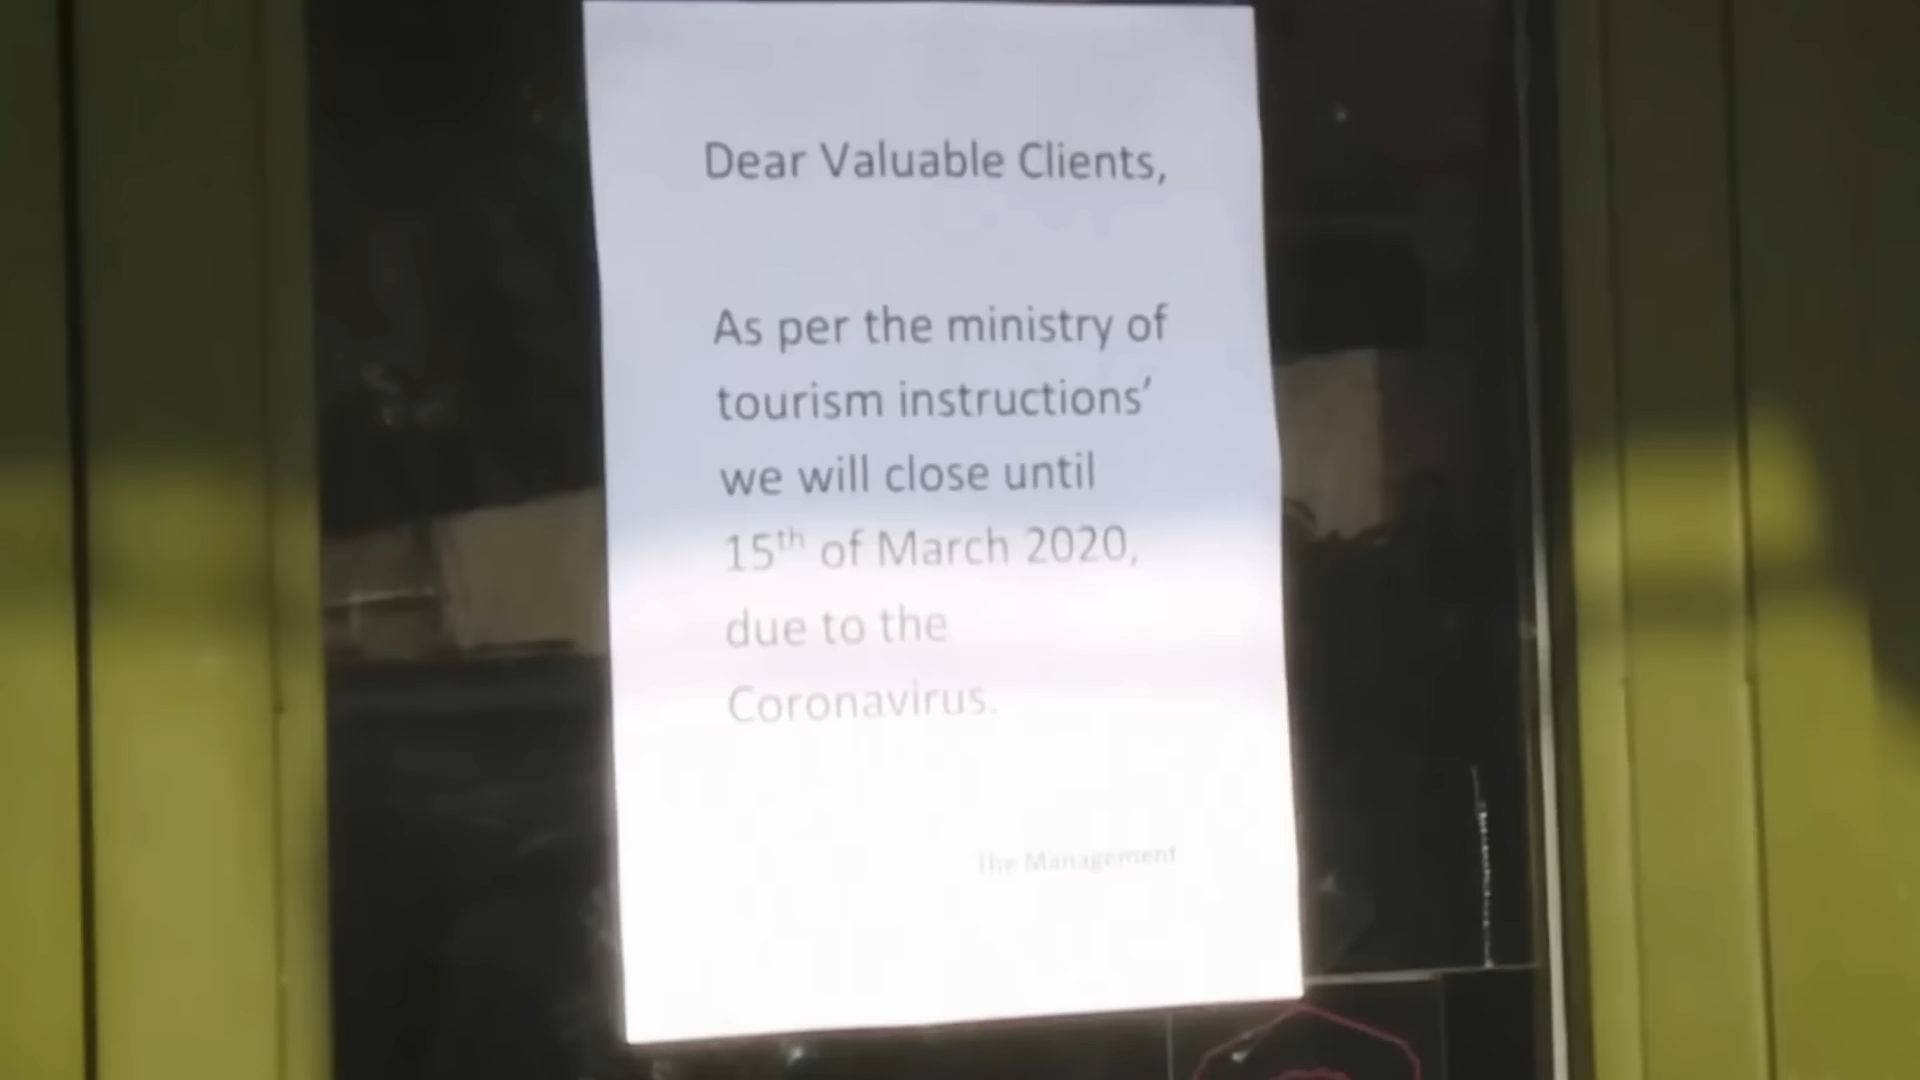 Dear Valuable Clients,
As per the ministry of
tourism instructions’
we will close until
15th of March 2020,
due to the
Coronavirus.
The Management